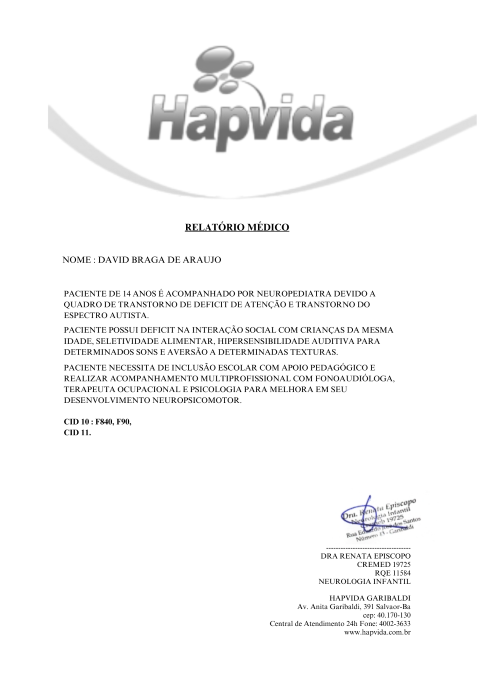 Hapvida
RELATÓRIO MÉDICO
NOME : DAVID BRAGA DE ARAUJO
PACIENTE DE 14 ANOS É ACOMPANHADO POR NEUROPEDIATRA DEVIDO A
QUADRO DE TRANSTORNO DE DEFICIT DE ATENÇÃO E TRANSTORNO DO
ESPECTRO AUTISTA.
PACIENTE POSSUI DEFICIT NA INTERAÇÃO SOCIAL COM CRIANÇAS DA MESMA
IDADE, SELETIVIDADE ALIMENTAR, HIPERSENSIBILIDADE AUDITIVA PARA
DETERMINADOS SONS E AVERSÃO A DETERMINADAS TEXTURAS.
PACIENTE NECESSITA DE INCLUSÃO ESCOLAR COM APOIO PEDAGÓGICO E
REALIZAR ACOMPANHAMENTO MULTIPROFISSIONAL COM FONOAUDIÓLOGA,
TERAPEUTA OCUPACIONAL E PSICOLOGIA PARA MELHORA EM SEU
DESENVOLVIMENTO NEUROPSICOMOTOR.
CID 10 : F840, F90,
CID 11.
Dra. Renata Episcopo
Neurologia Infantil
19725
Rua dos Santos
Número 15 - Garibaldi
-----------------------------------
DRA RENATA EPISCOPO
CREMED 19725
RQE 11584
NEUROLOGIA INFANTIL
HAPVIDA GARIBALDI
Av. Anita Garibaldi, 391 Salvaor-Ba
cep: 40.170-130
Central de Atendimento 24h Fone: 4002-3633
www.hapvida.com.br